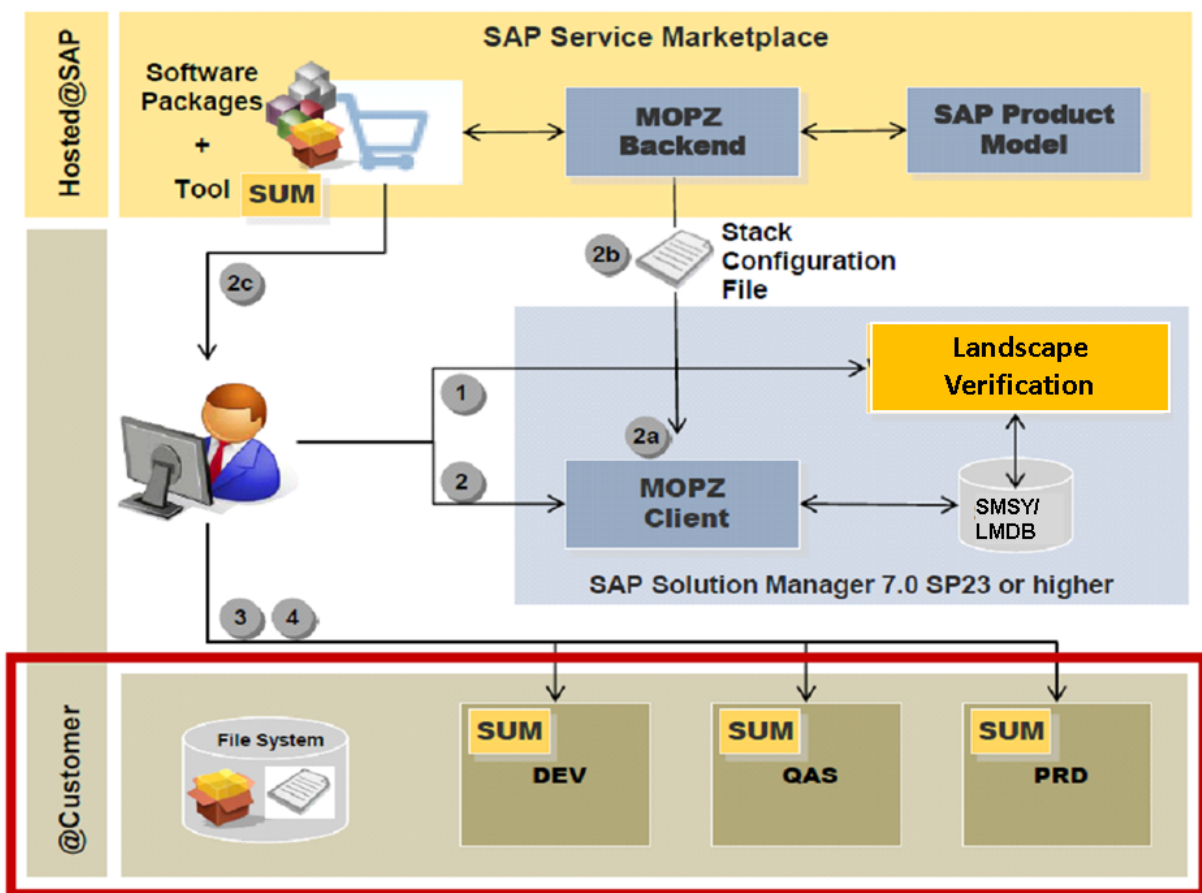 Hosted@SAP
SAP Service Marketplace
Software
Packages
+
Tool
SUM
MOPZ
Backend
SAP Product
Model
2b
Stack
Configuration
File
2c
Landscape
Verification
1
2a
2
MOPZ
Client
SMSY/
LMDB
SAP Solution Manager 7.0 SP23 or higher
3
4
@Customer
File System
SUM
DEV
SUM
QAS
SUM
PRD